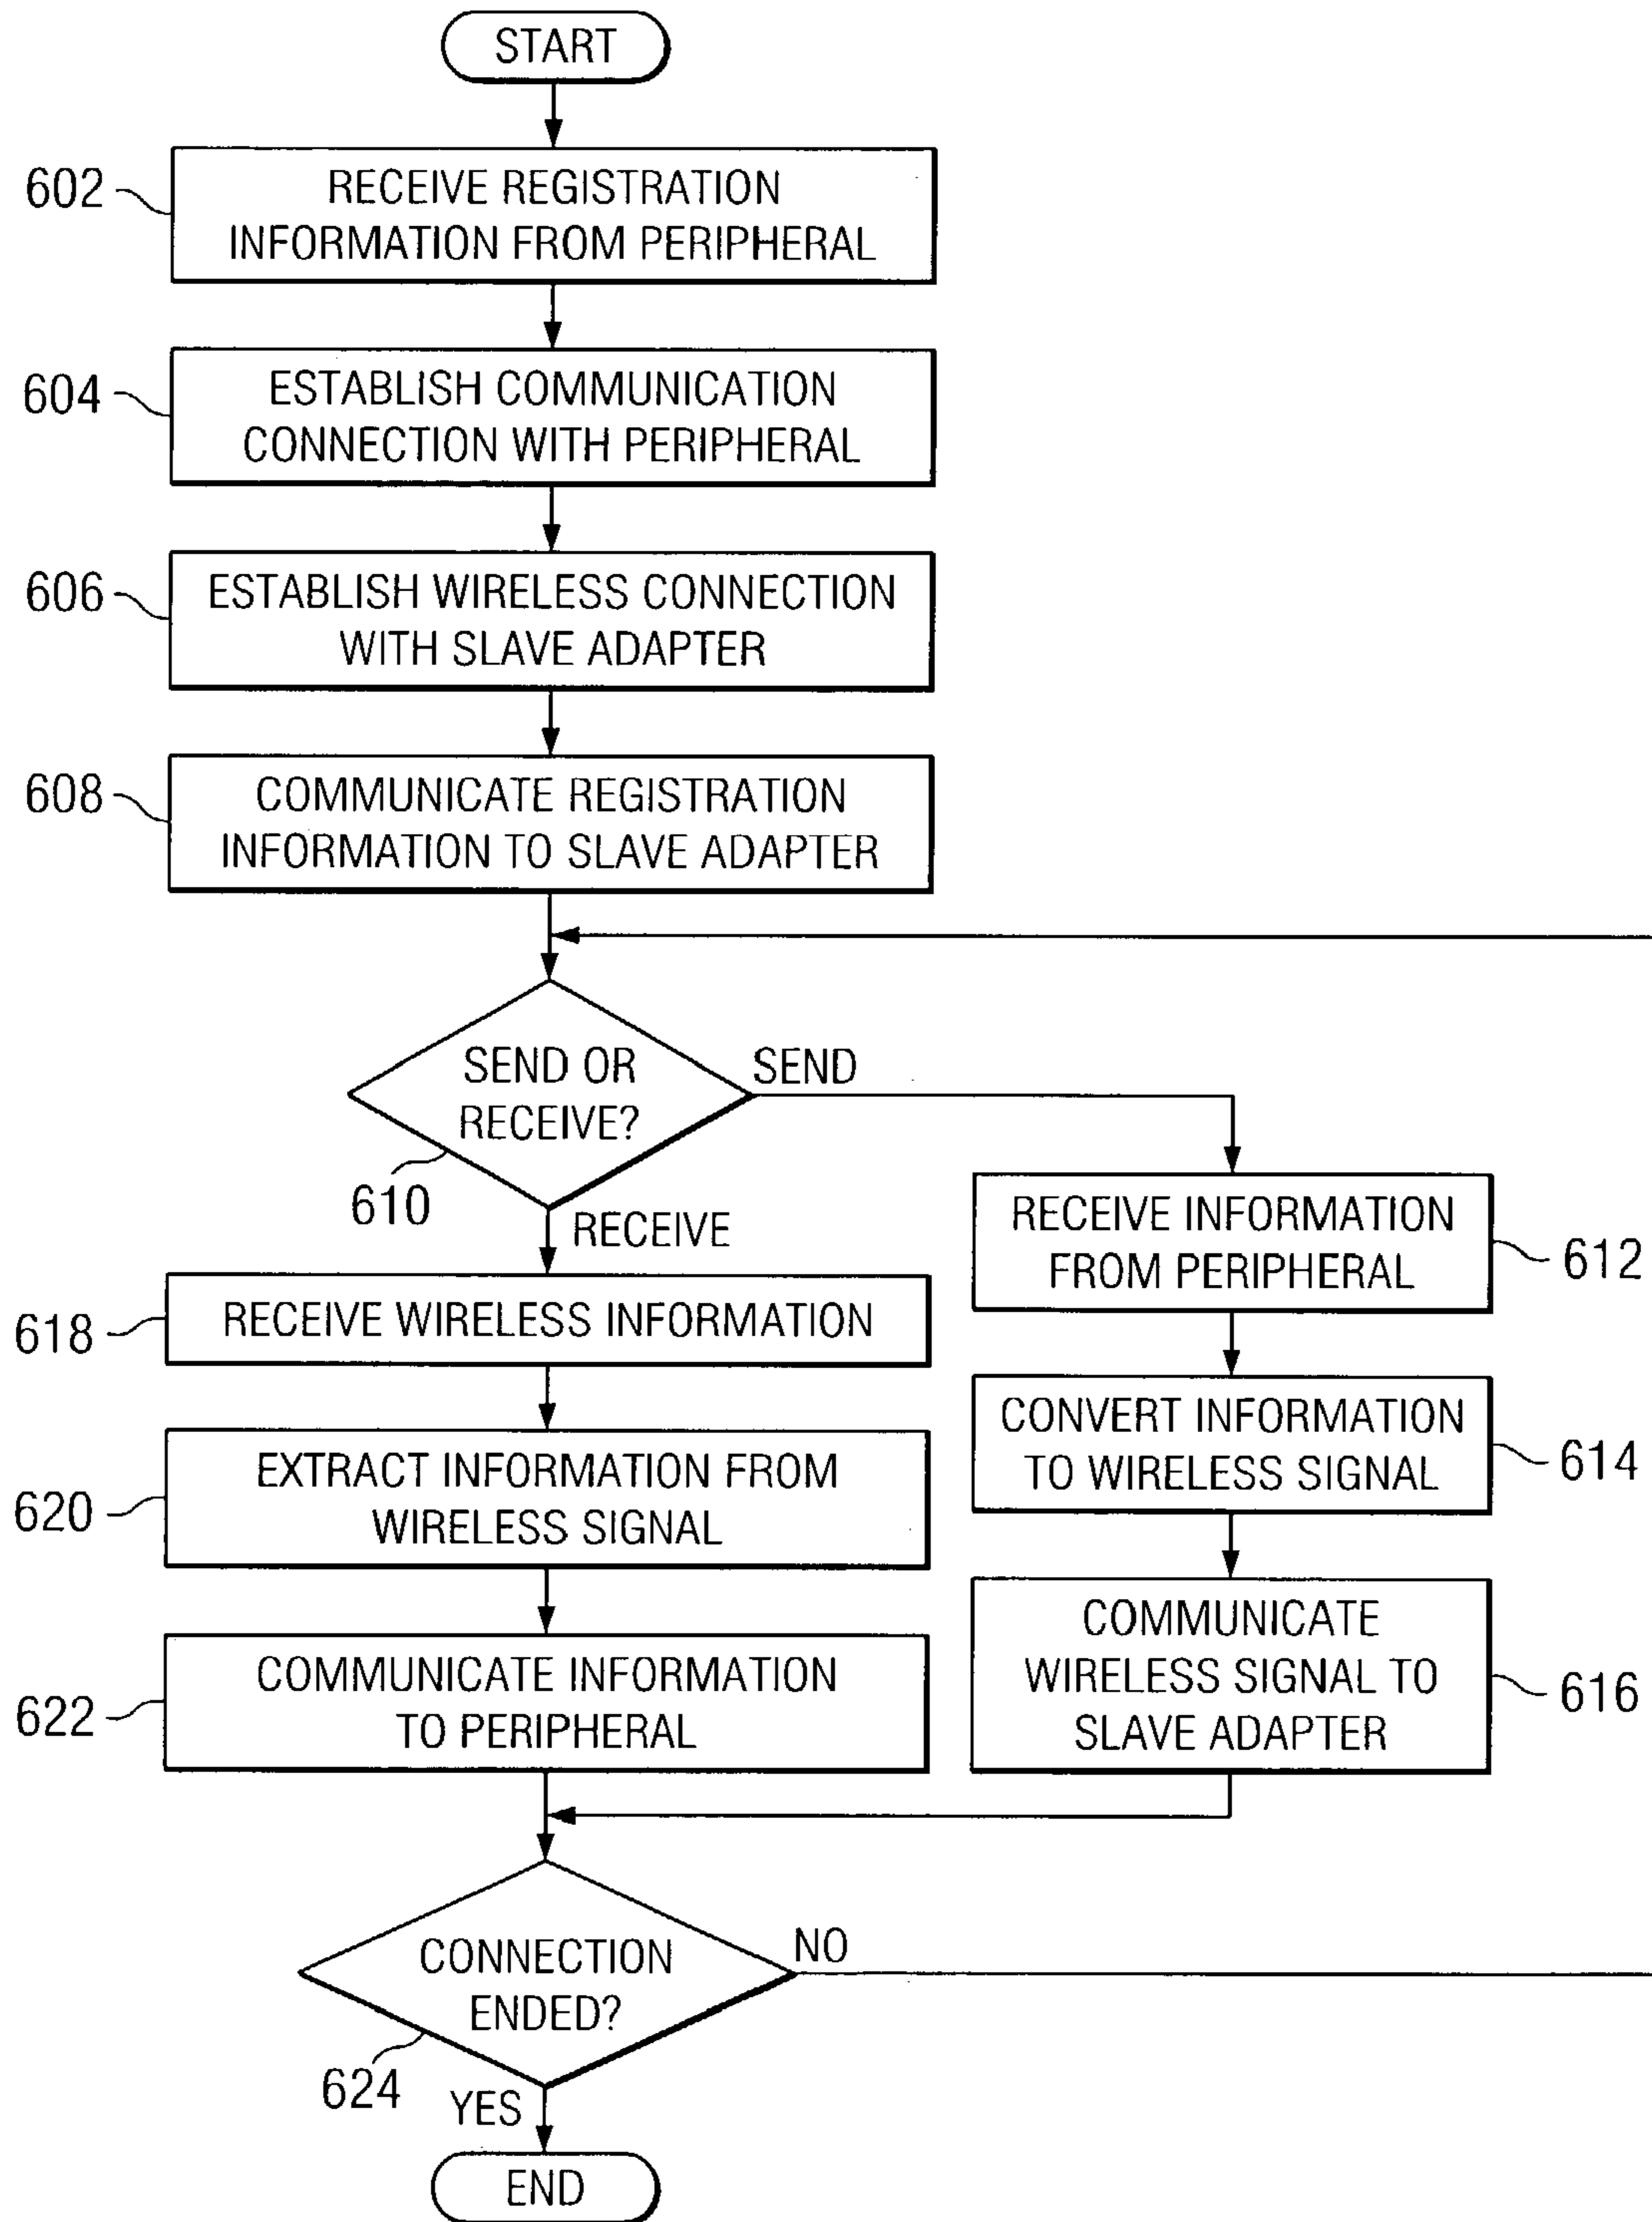 START
602
RECEIVE REGISTRATION
INFORMATION FROM PERIPHERAL
604
ESTABLISH COMMUNICATION
CONNECTION WITH PERIPHERAL
606
ESTABLISH WIRELESS CONNECTION
WITH SLAVE ADAPTER
608
COMMUNICATE REGISTRATION
INFORMATION TO SLAVE ADAPTER
SEND OR
RECEIVE?
610
SEND
RECEIVE
RECEIVE INFORMATION
FROM PERIPHERAL
612
CONVERT INFORMATION
TO WIRELESS SIGNAL
614
COMMUNICATE
WIRELESS SIGNAL TO
SLAVE ADAPTER
616
618
RECEIVE WIRELESS INFORMATION
620
EXTRACT INFORMATION FROM
WIRELESS SIGNAL
622
COMMUNICATE INFORMATION
TO PERIPHERAL
CONNECTION
ENDED?
624
NO
YES
END